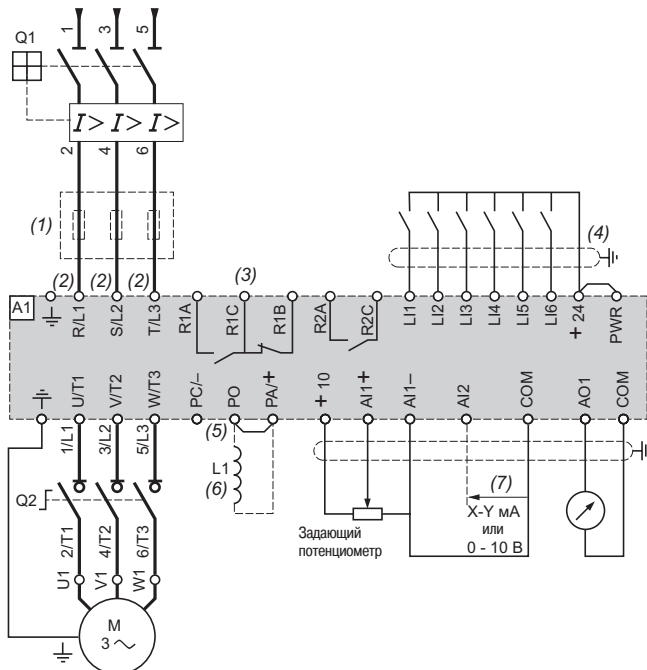 1 3 5
Q1
I> I> I>
2 4 6
(1)
(4)
(2) (2) (2) (3)
A1
R/L1 S/L2 T/L3 R1A R1C R1B R2A R2C LI1 LI2 LI3 LI4 LI5 LI6 + 24 PWR
U/T1 V/T2 W/T3 PC/– PO PA/+ + 10 AI1+ AI1– AI2 COM AO1 COM
(5)
1/L1 3/L2 5/L3
L1
(6)
Q2
(7)
X-Y мА
или
0 - 10 В
Задающий
потенциометр
2/T1 4/T2 6/T3
U1 V1 W1
M
3 ~